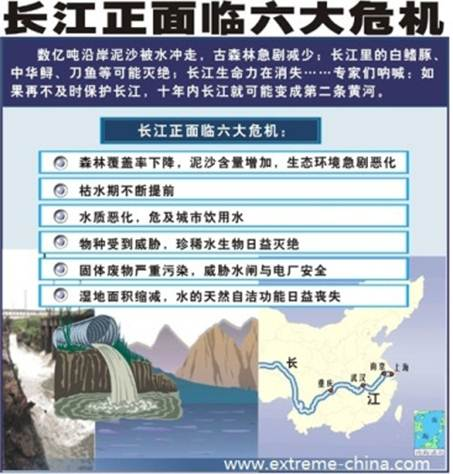 长江正面临六大危机
数亿吨沿岸泥沙被水冲走，古森林急剧减少；长江里的白鳍豚、
中华鲟、刀鱼等可能灭绝；长江生命力在消失……专家们呐喊：如
果再不及时保护长江，十年内长江就可能变成第二条黄河。
长江正面临六大危机：
森林覆盖率下降，泥沙含量增加，生态环境急剧恶化
枯水期不断提前
水质恶化，危及城市饮用水
物种受到威胁，珍稀水生物日益灭绝
固体废物严重污染，威胁水闸与电厂安全
湿地面积缩减，水的天然自洁功能日益丧失
长
江
重庆
武汉
南京
上海
www.extreme-china.com